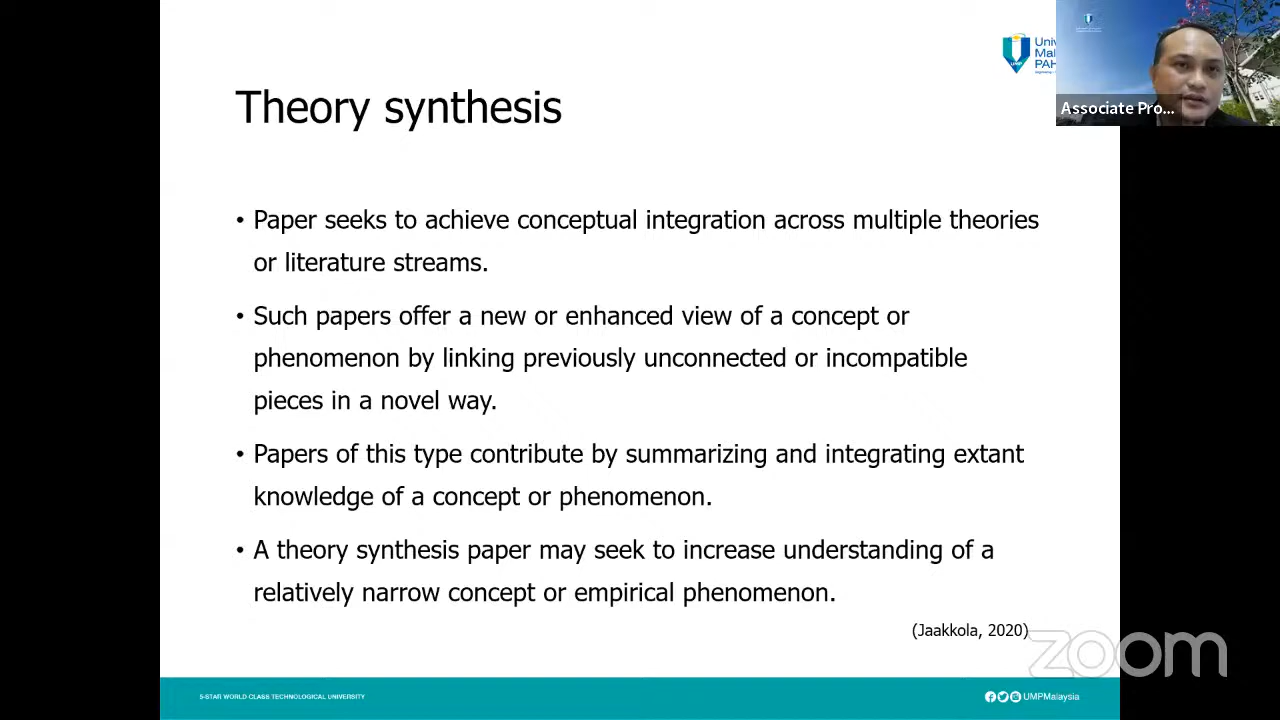 Univ
Mal
PAH
UMP
Associate Pro...
Theory synthesis
• Paper seeks to achieve conceptual integration across multiple theories
or literature streams.
• Such papers offer a new or enhanced view of a concept or
phenomenon by linking previously unconnected or incompatible
pieces in a novel way.
• Papers of this type contribute by summarizing and integrating extant
knowledge of a concept or phenomenon.
• A theory synthesis paper may seek to increase understanding of a
relatively narrow concept or empirical phenomenon.
(Jaakkola, 2020)
zoom
5-STAR WORLD CLASS TECHNOLOGICAL UNIVERSITY
UMPMalaysia